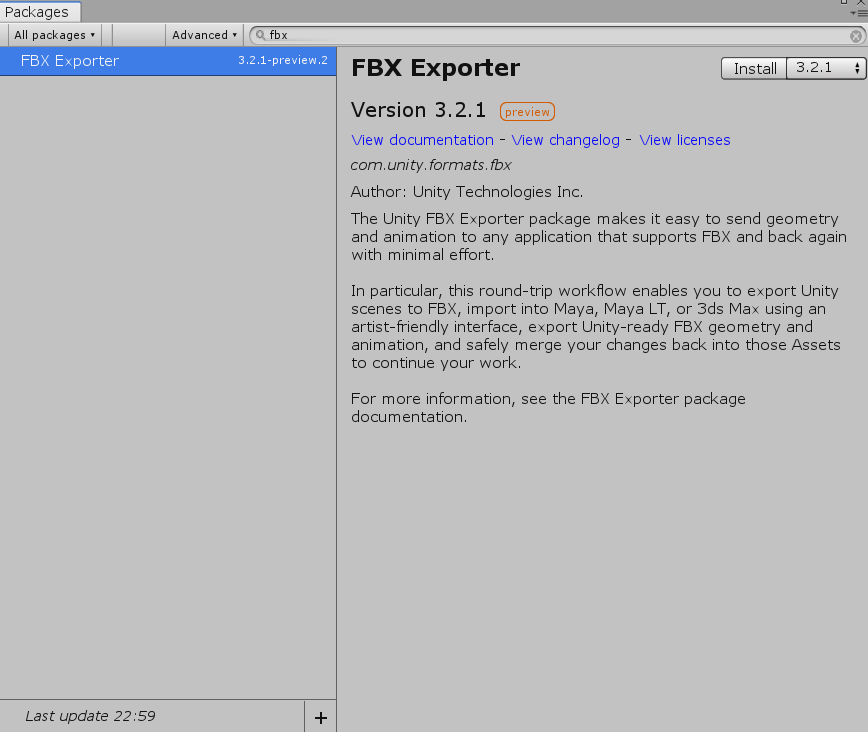 Packages
All packages ▾ Advanced ▾ fbx
FBX Exporter 3.2.1-preview.2
FBX Exporter Install 3.2.1
Version 3.2.1 preview
View documentation - View changelog - View licenses
com.unity.formats.fbx
Author: Unity Technologies Inc.
The Unity FBX Exporter package makes it easy to send geometry
and animation to any application that supports FBX and back again
with minimal effort.
In particular, this round-trip workflow enables you to export Unity
scenes to FBX, import into Maya, Maya LT, or 3ds Max using an
artist-friendly interface, export Unity-ready FBX geometry and
animation, and safely merge your changes back into those Assets
to continue your work.
For more information, see the FBX Exporter package
documentation.
Last update 22:59 +